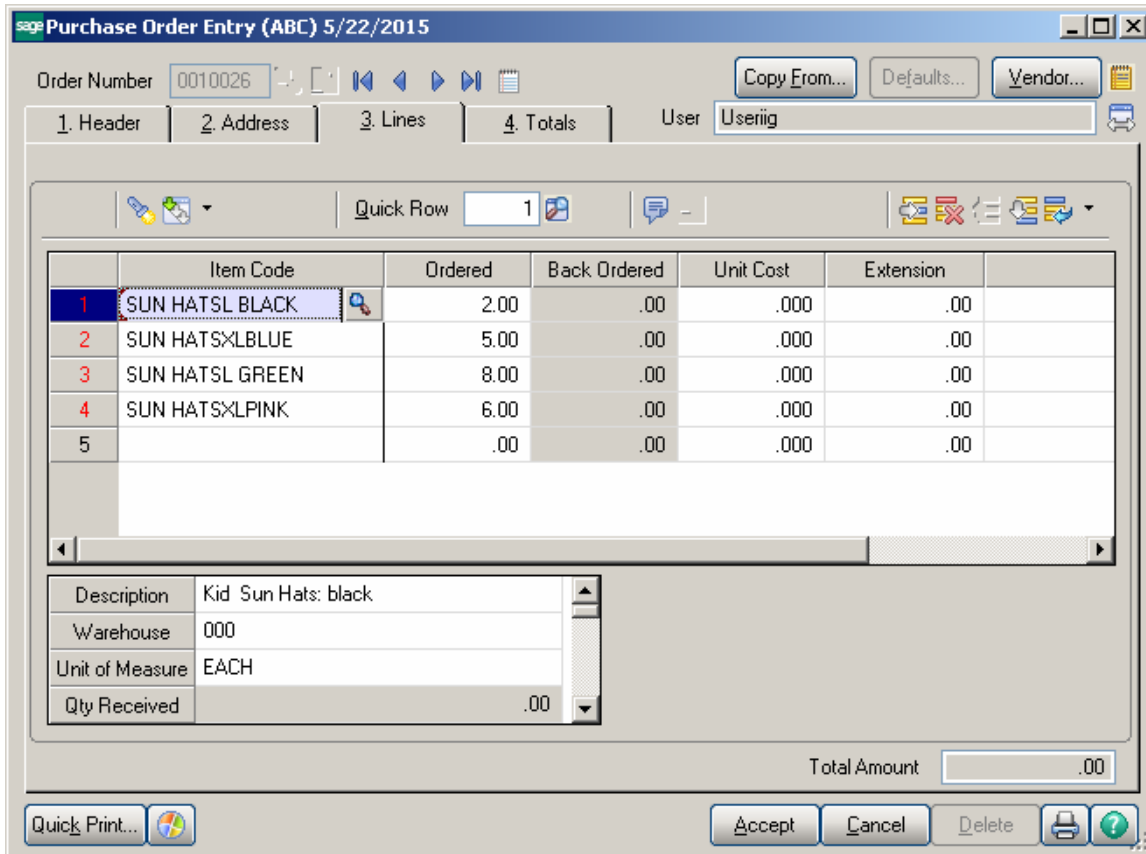 sage Purchase Order Entry (ABC) 5/22/2015
Order Number 0010026 Copy From... Defaults... Vendor...
1. Header 2. Address 3. Lines 4. Totals User Useriig
Quick Row 1
Item Code Ordered Back Ordered Unit Cost Extension
1 SUN HATSL BLACK 2.00 .00 .000 .00
2 SUN HATSXLBLUE 5.00 .00 .000 .00
3 SUN HATSL GREEN 8.00 .00 .000 .00
4 SUN HATSXLPINK 6.00 .00 .000 .00
5 .00 .00 .000 .00
Description Kid Sun Hats: black
Warehouse 000
Unit of Measure EACH
Qty Received .00
Total Amount .00
Quick Print... Accept Cancel Delete